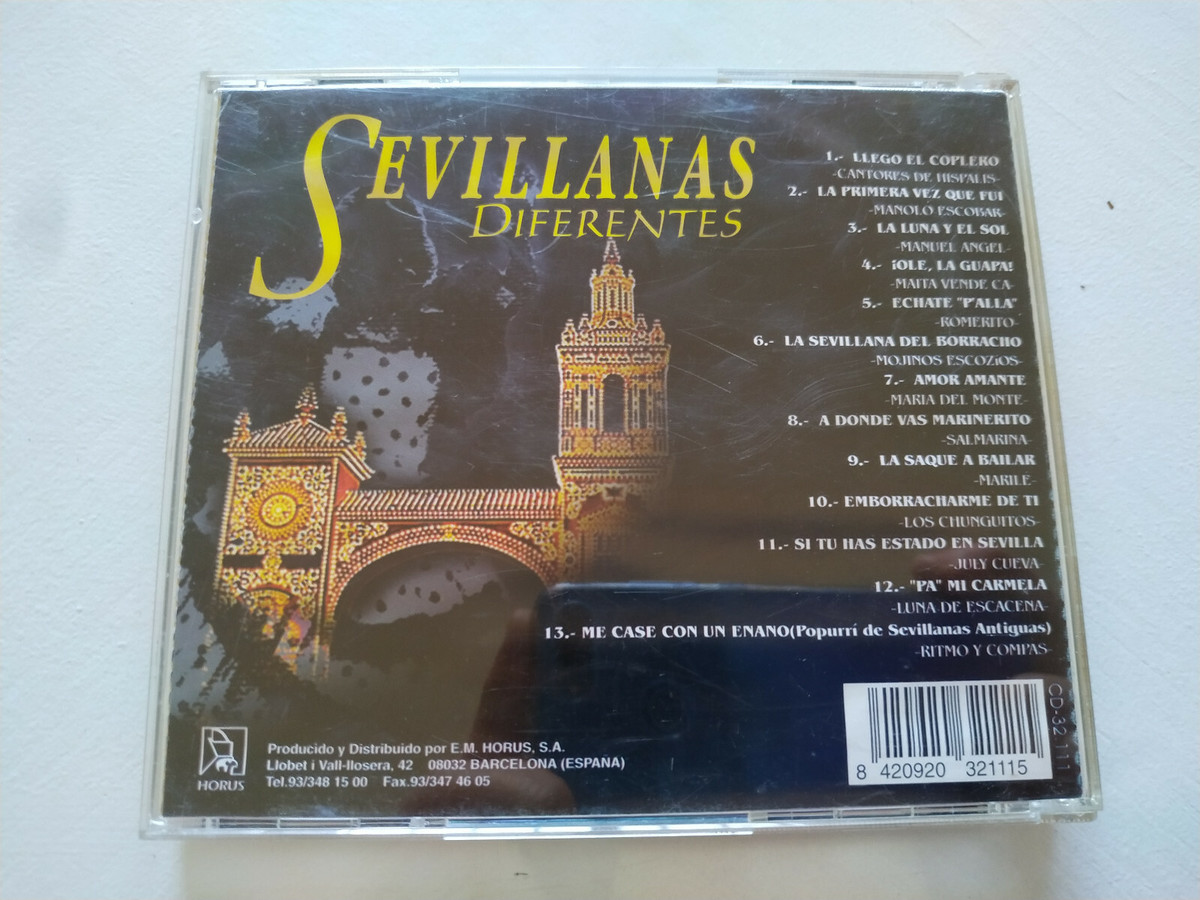 SEVILLANAS
DIFERENTES
1.- LLEGO EL COPLERO
-CANTORES DE HISPALIS-
2.- LA PRIMERA VEZ QUE FUI
-MANOLO ESCOBAR-
3.- LA LUNA Y EL SOL
-MANUEL ANGEL-
4.- ¡OLE, LA GUAPA!
-MAITA VENDE CA-
5.- ECHATE "P'ALLA"
-ROMERITO-
6.- LA SEVILLANA DEL BORRACHO
-MOJINOS ESCOZiOS-
7.- AMOR AMANTE
-MARIA DEL MONTE-
8.- A DONDE VAS MARINERITO
-SALMARINA-
9.- LA SAQUE A BAILAR
-MARILE-
10.- EMBORRACHARME DE TI
-LOS CHUNGUITOS-
11.- SI TU HAS ESTADO EN SEVILLA
-JULY CUEVA-
12.- "PA" MI CARMELA
-LUNA DE ESCACENA-
13.- ME CASE CON UN ENANO(Popurrí de Sevillanas Antiguas)
-RITMO Y COMPAS-
HORUS
Producido y Distribuido por E.M. HORUS, S.A.
Llobet i Vall-llosera, 42 08032 BARCELONA (ESPAÑA)
Tel.93/348 15 00 Fax.93/347 46 05
8 420920 321115
CD-32.111